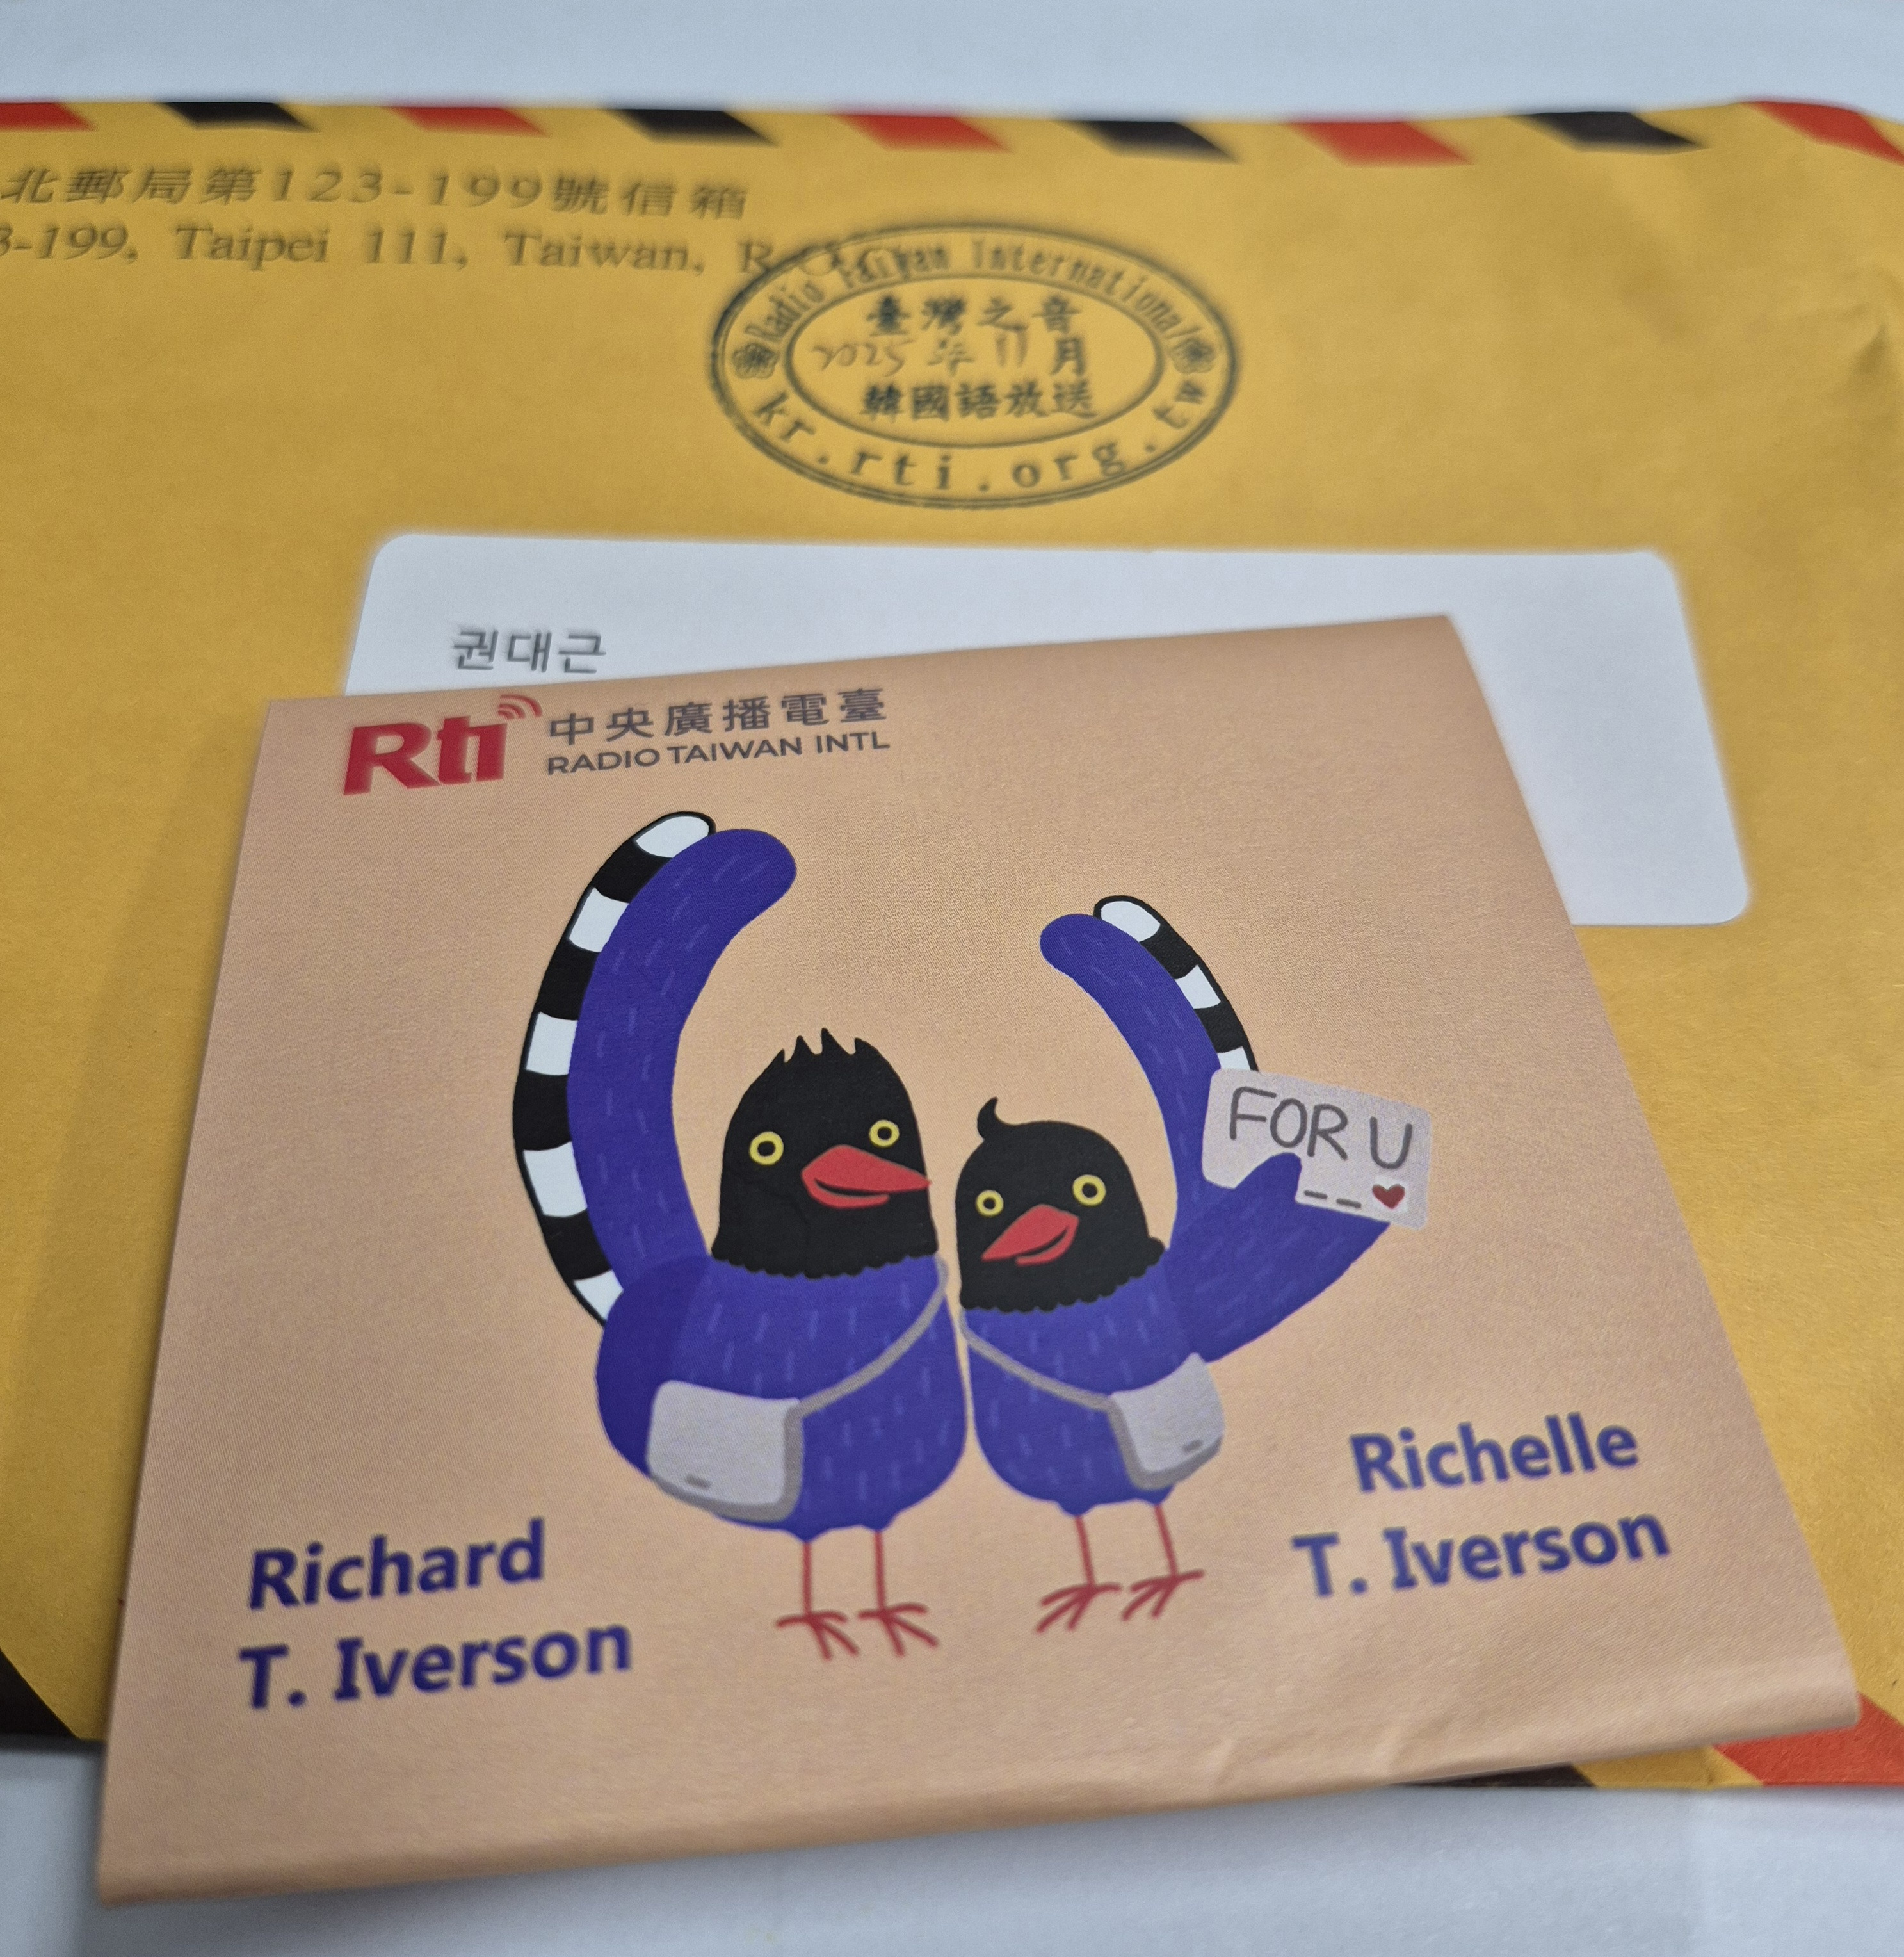 北郵局第123-199號信箱
3-199, Taipei 111, Taiwan, R.O.C.
Radio Taiwan International
臺灣之音
2025年11月
韓國語放送
kr.rti.org.tw
권대근
Rti 中央廣播電臺
RADIO TAIWAN INTL
FOR U
Richelle
T. Iverson
Richard
T. Iverson